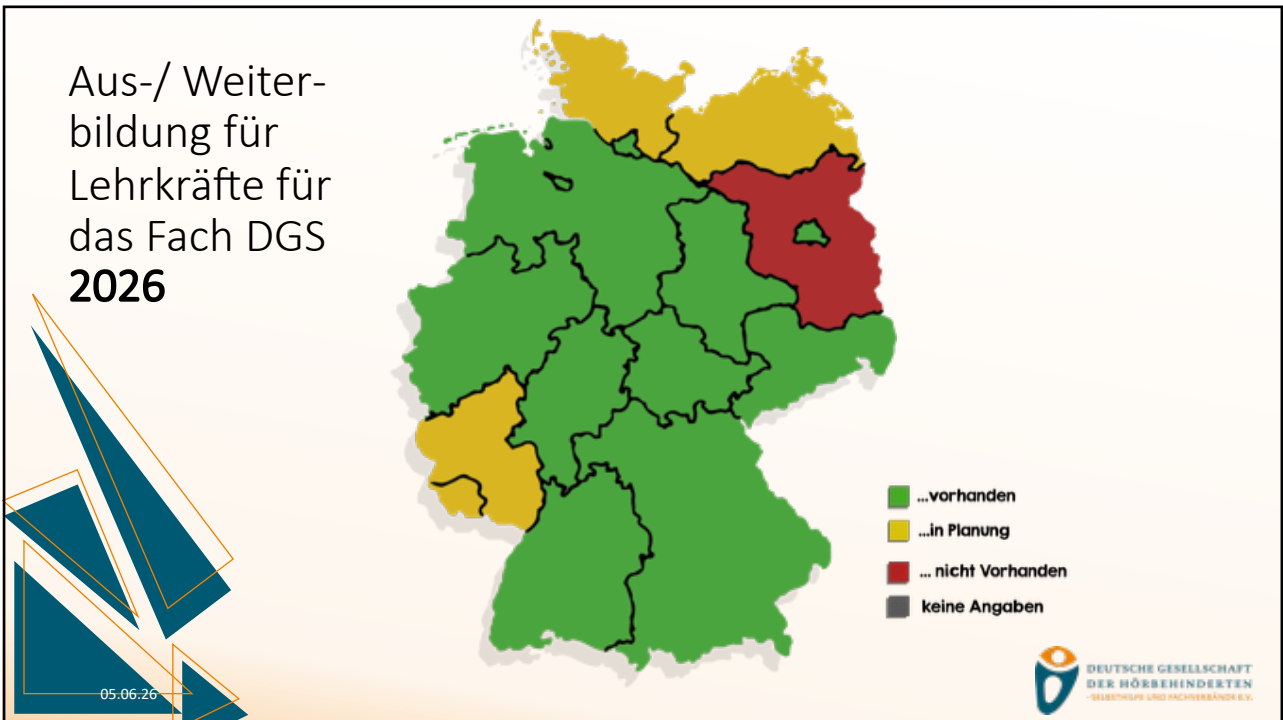 Aus-/ Weiter-
bildung für
Lehrkräfte für
das Fach DGS
2026
...vorhanden
...in Planung
... nicht Vorhanden
keine Angaben
05.06.26
DEUTSCHE GESELLSCHAFT
DER HÖRBEHINDERTEN
-SELBSTHILFE UND FACHVERBÄNDE E.V.